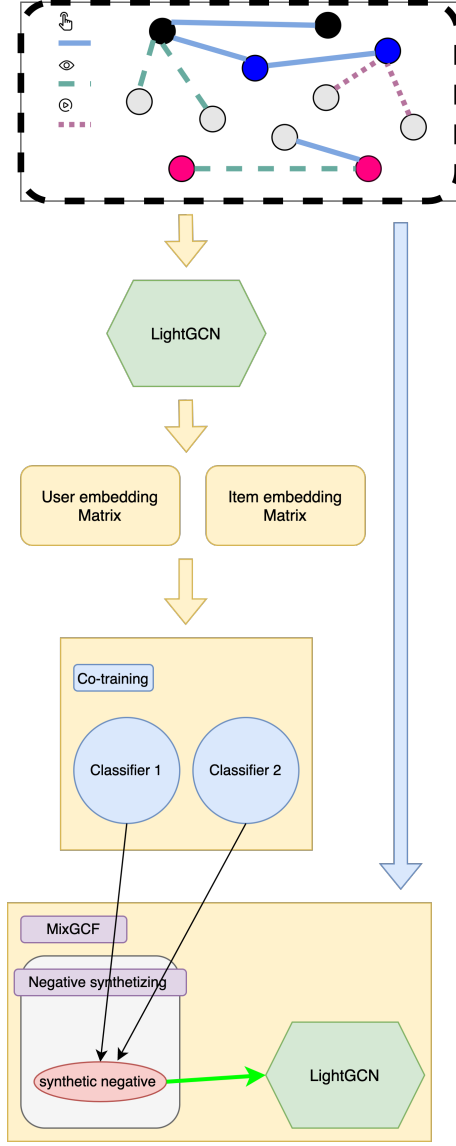 LightGCN
User embedding
Matrix
Item embedding
Matrix
Co-training
Classifier 1
Classifier 2
MixGCF
Negative synthetizing
synthetic negative
LightGCN